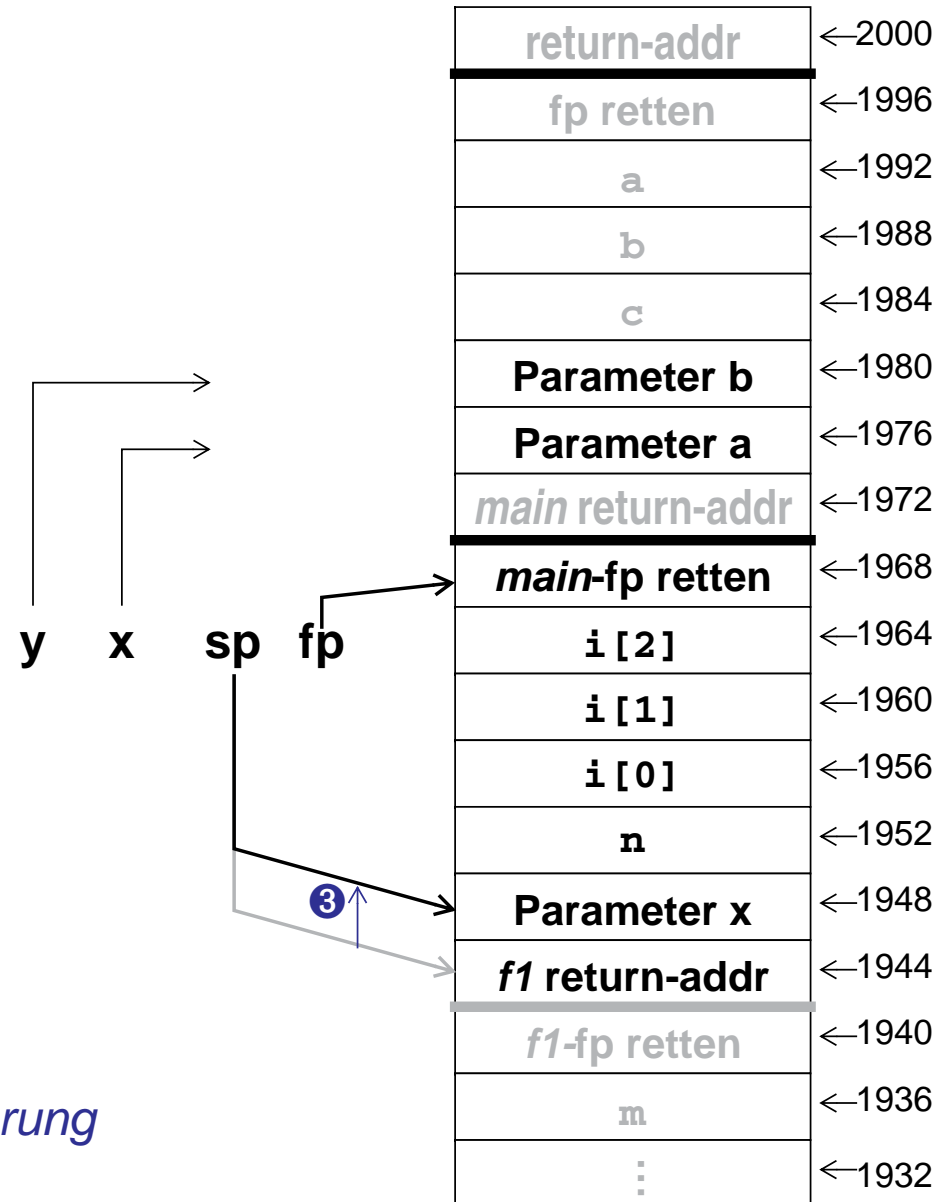 return-addr ←2000
fp retten ←1996
a ←1992
b ←1988
c ←1984
Parameter b ←1980
Parameter a ←1976
main return-addr ←1972
main-fp retten ←1968
y x sp fp i[2] ←1964
i[1] ←1960
i[0] ←1956
n ←1952
❸ Parameter x ←1948
f1 return-addr ←1944
f1-fp retten ←1940
rung m ←1936
⋮ ←1932